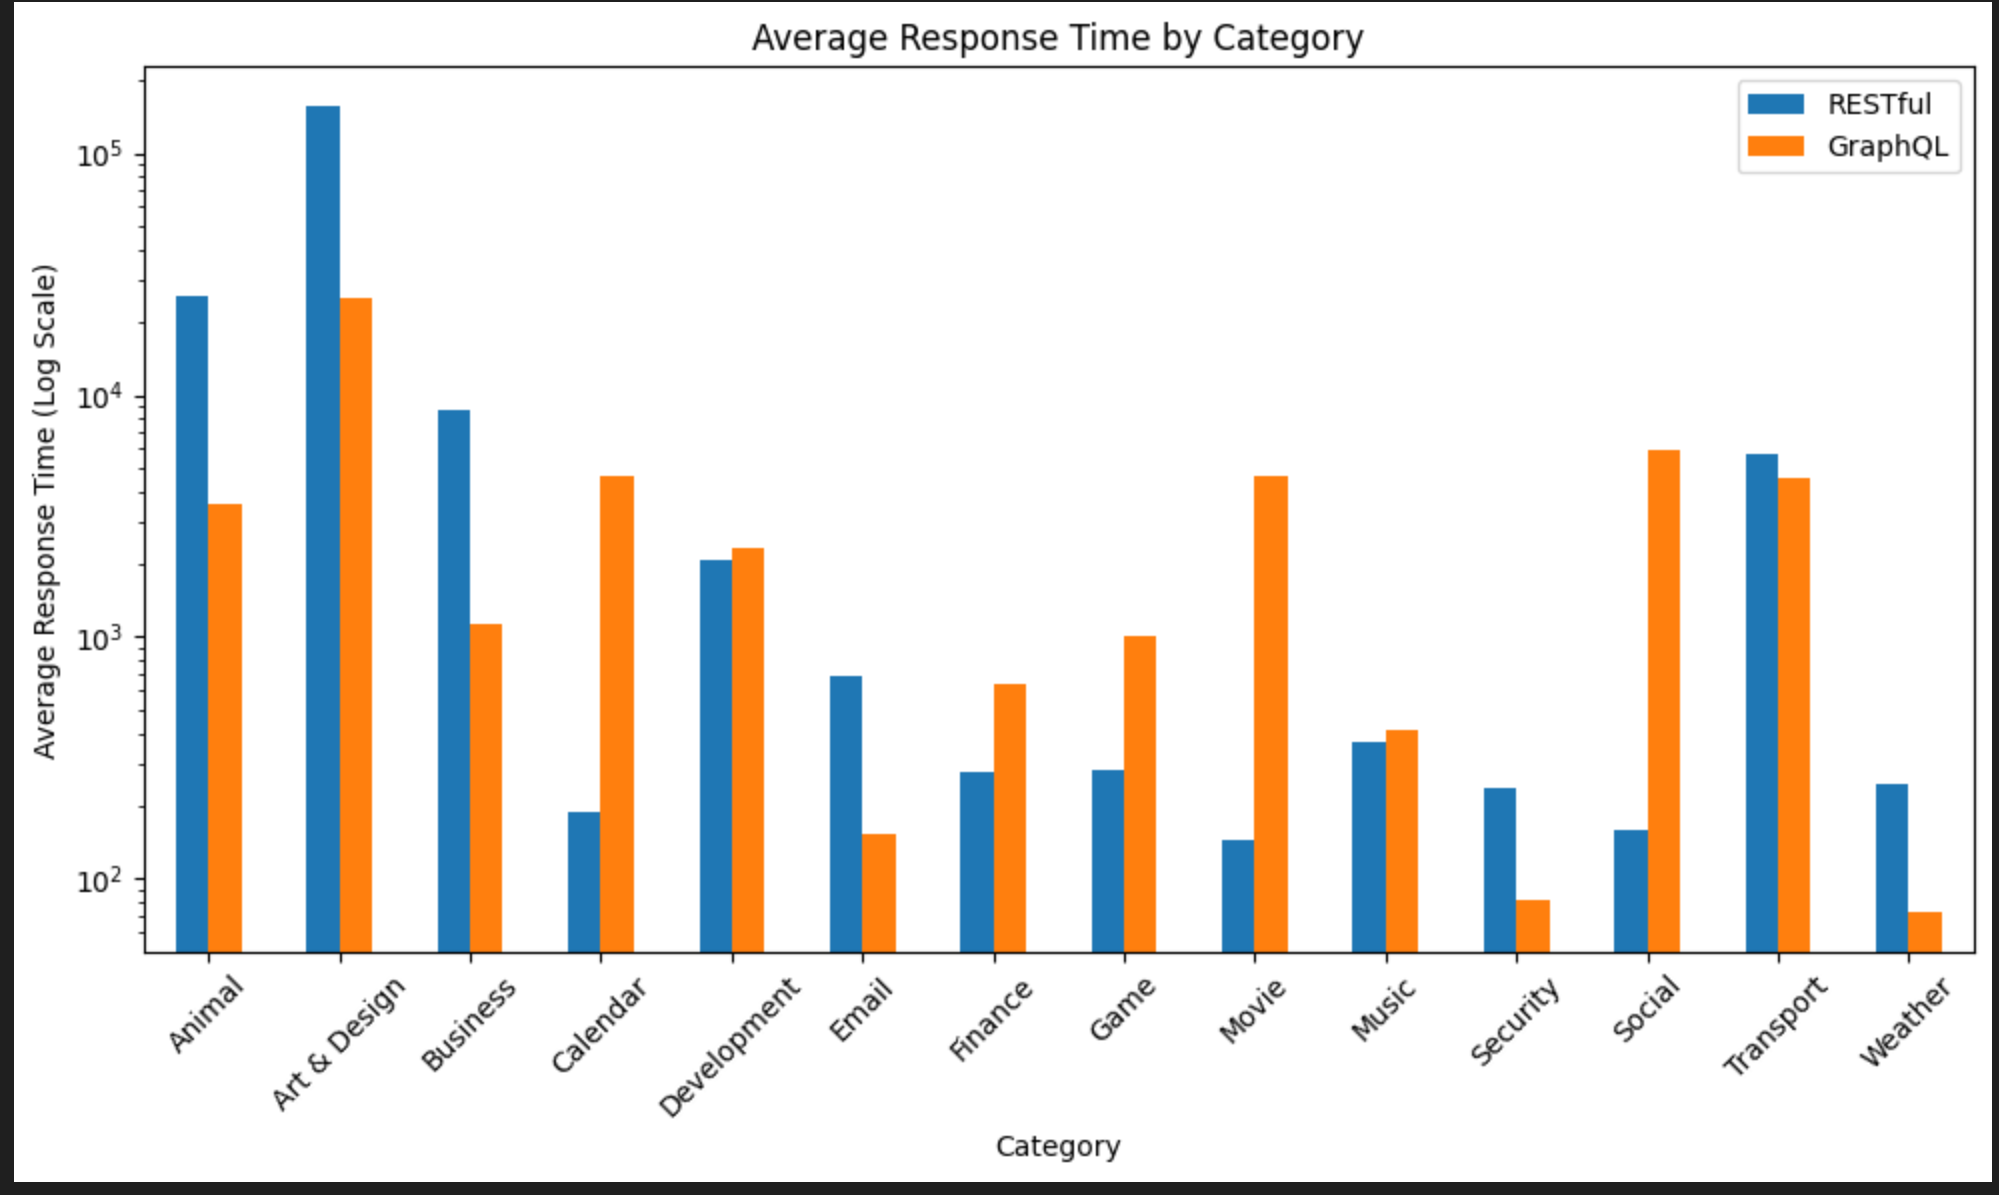 Average Response Time by Category
RESTful
GraphQL
Average Response Time (Log Scale)
10⁵
10⁴
10³
10²
Animal
Art & Design
Business
Calendar
Development
Email
Finance
Game
Movie
Music
Security
Social
Transport
Weather
Category